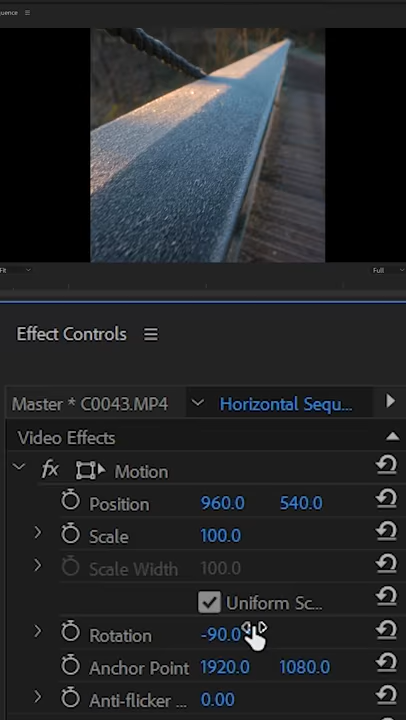 quence
Fit
Full
Effect Controls
Master * C0043.MP4 Horizontal Sequ...
Video Effects
fx Motion
Position 960.0 540.0
Scale 100.0
Scale Width 100.0
Uniform Sc...
Rotation -90.0
Anchor Point 1920.0 1080.0
Anti-flicker ... 0.00